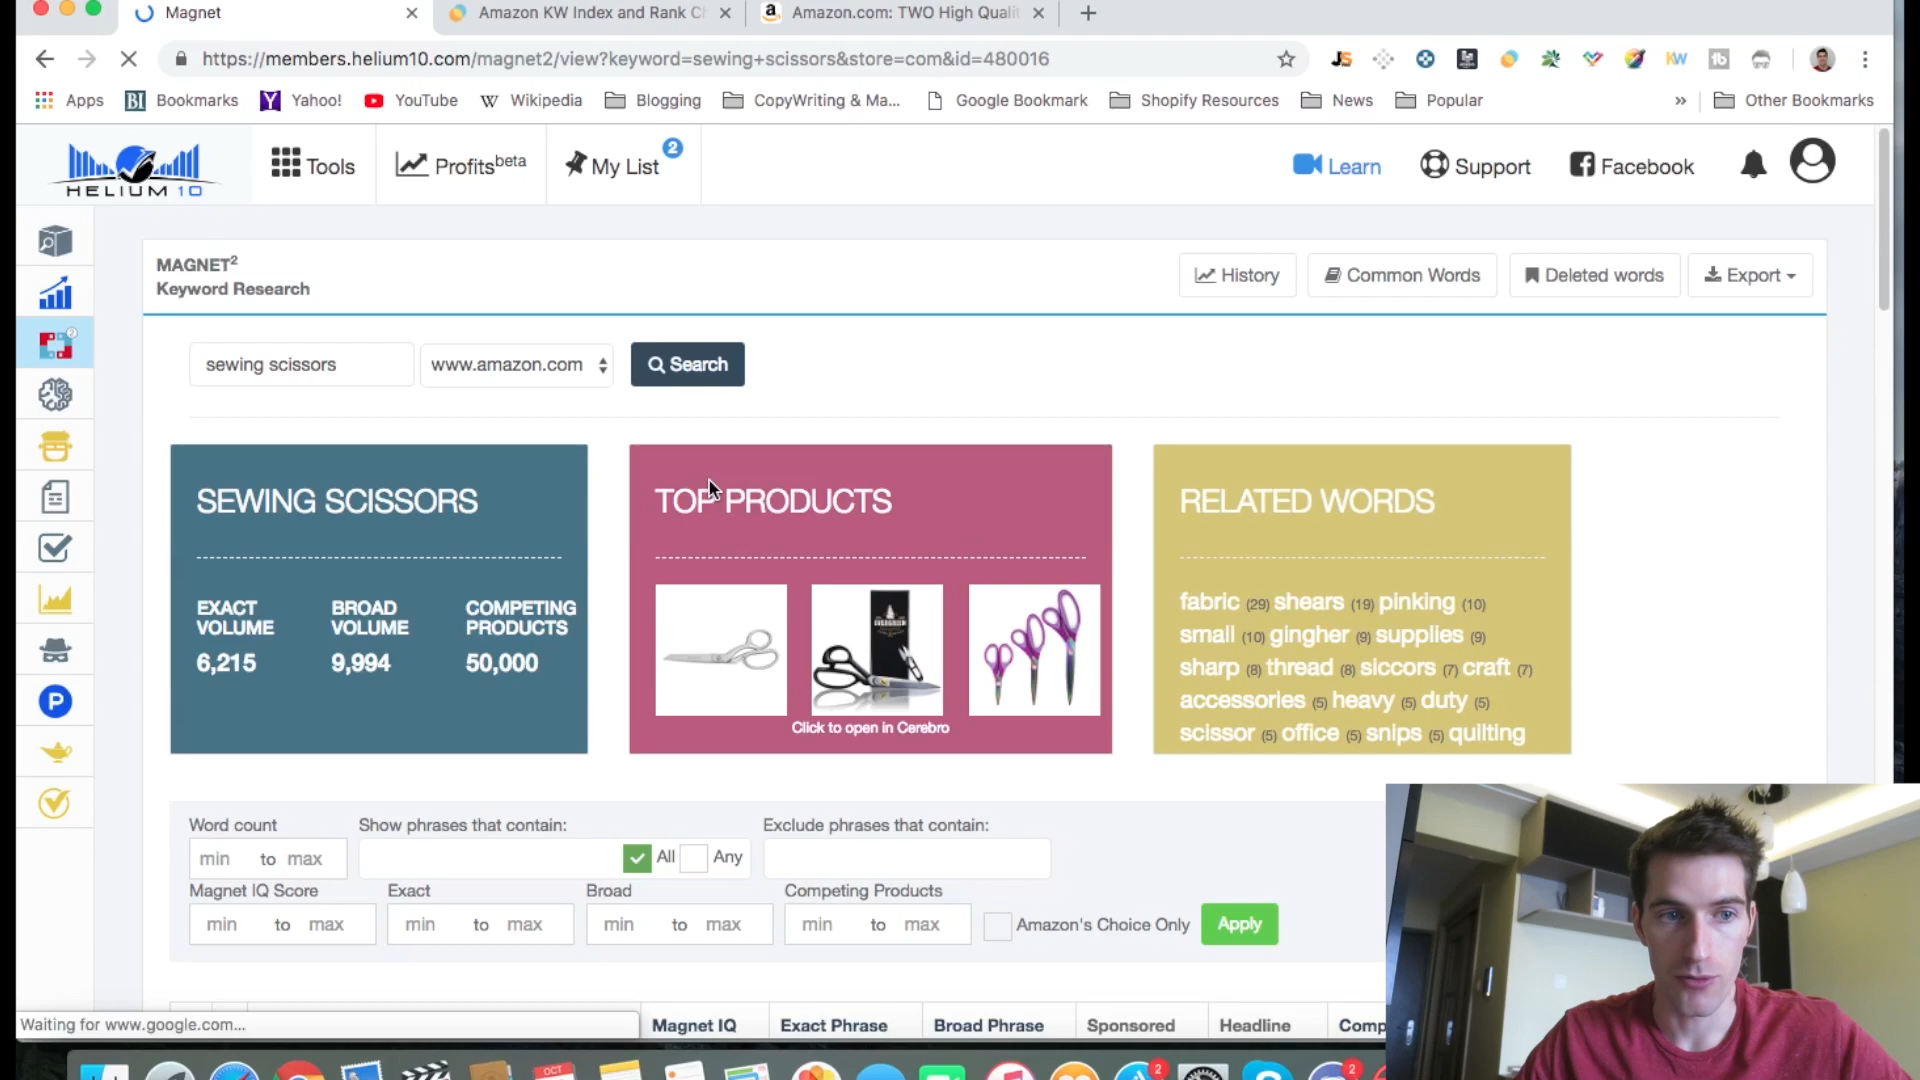 Magnet
Amazon KW Index and Rank Ch
Amazon.com: TWO High Quali
https://members.helium10.com/magnet2/view?keyword=sewing+scissors&store=com&id=480016
JS
KW
Apps
BI Bookmarks
Yahoo!
YouTube
W Wikipedia
Blogging
CopyWriting & Ma...
Google Bookmark
Shopify Resources
News
Popular
»
Other Bookmarks
HELIUM 10
Tools
Profits beta
My List 2
Learn
Support
Facebook
MAGNET2
Keyword Research
History
Common Words
Deleted words
Export
sewing scissors
www.amazon.com
Search
SEWING SCISSORS
EXACT VOLUME
6,215
BROAD VOLUME
9,994
COMPETING PRODUCTS
50,000
TOP PRODUCTS
EVERGREEN
Click to open in Cerebro
RELATED WORDS
fabric (29) shears (19) pinking (10)
small (10) gingher (9) supplies (9)
sharp (8) thread (8) siccors (7) craft (7)
accessories (5) heavy (5) duty (5)
scissor (5) office (5) snips (5) quilting
Word count
min to max
Show phrases that contain:
All Any
Exclude phrases that contain:
Magnet IQ Score
min to max
Exact
min to max
Broad
min to max
Competing Products
min to max
Amazon's Choice Only
Apply
P
Waiting for www.google.com...
Magnet IQ
Exact Phrase
Broad Phrase
Sponsored
Headline
Comp
OCT
2
2